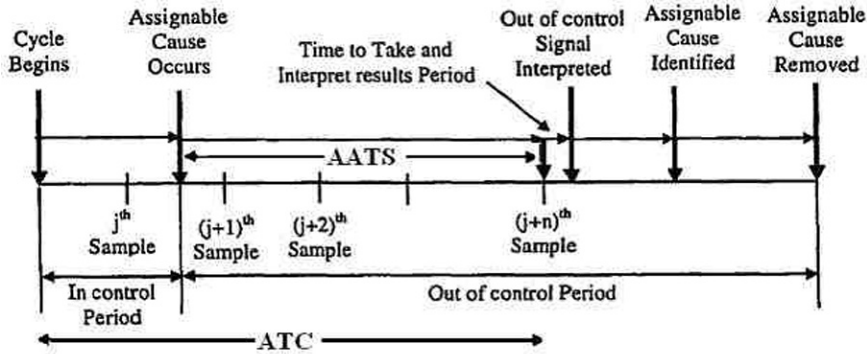 Cycle
Begins
Assignable
Cause
Occurs
Time to Take and
Interpret results Period
Out of control
Signal
Interpreted
Assignable
Cause
Identified
Assignable
Cause
Removed
AATS
jth
Sample
(j+1)th
Sample
(j+2)th
Sample
(j+n)th
Sample
In control
Period
Out of control Period
ATC